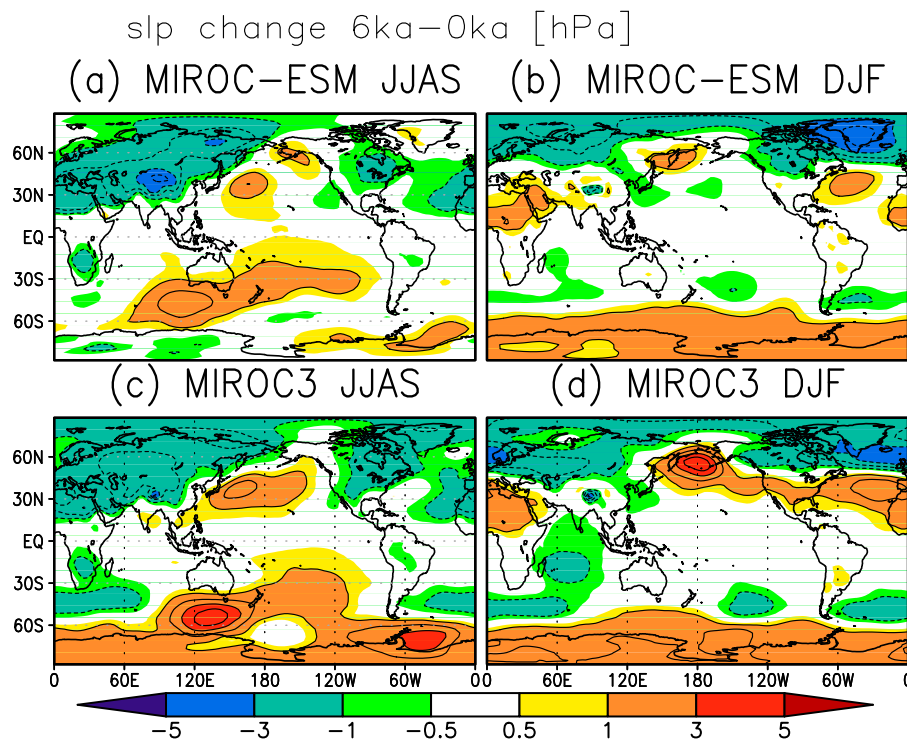 slp change 6ka−0ka [hPa]
(a) MIROC−ESM JJAS
(b) MIROC−ESM DJF
60N
30N
EQ
30S
60S
(c) MIROC3 JJAS
(d) MIROC3 DJF
60N
30N
EQ
30S
60S
0 60E 120E 180 120W 60W 0 60E 120E 180 120W 60W 0
−5 −3 −1 −0.5 0.5 1 3 5